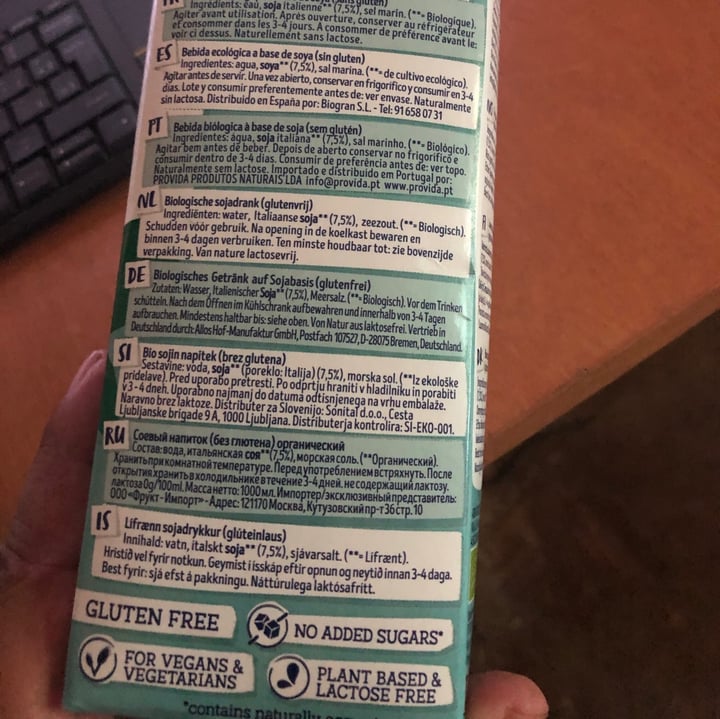 Ingrédients: eau, soja italienne** (7,5%), sel marin. (**= Biologique).
Agiter avant utilisation. Après ouverture, conserver au réfrigérateur
et consommer dans les 3-4 jours. A consommer de préférence avant le:
voir ci dessus. Naturellement sans lactose.
ES Bebida ecológica a base de soya (sin gluten)
Ingredientes: agua, soya** (7,5%), sal marina. (**= de cultivo ecológico).
Agitar antes de servir. Una vez abierto, conservar en frigorífico y consumir en 3-4
días. Lote y consumir preferentemente antes de: ver envase. Naturalmente
sin lactosa. Distribuido en España por: Biogran S.L. - Tel: 91 658 07 31
PT Bebida biólogica à base de soja (sem glutén)
Ingredientes: água, soja italiana** (7,5%), sal marinho. (**= Biológico).
Agitar bem antes de beber. Depois de aberto conservar no frigorífico e
consumir dentro de 3-4 dias. Consumir de preferência antes de: ver topo.
Naturalmente sem lactose. Importado e distribuido em Portugal por:
PROVIDA PRODUTOS NATURAIS LDA info@provida.pt www.provida.pt
NL Biologische sojadrank (glutenvrij)
Ingrediënten: water, Italiaanse soja** (7,5%), zeezout. (**= Biologisch).
Schudden vóór gebruik. Na opening in de koelkast bewaren en
binnen 3-4 dagen verbruiken. Ten minste houdbaar tot: zie bovenzijde
verpakking. Van nature lactosevrij.
DE Biologisches Getränk auf Sojabasis (glutenfrei)
Zutaten: Wasser, Italienischer Soja** (7,5%), Meersalz. (**= Biologisch). Vor dem Trinken
schütteln. Nach dem Öffnen im Kühlschrank aufbewahren und innerhalb von 3-4 Tagen
aufbrauchen. Mindestens haltbar bis: siehe oben. Von Natur aus laktosefrei. Vertrieb in
Deutschland durch: Allos Hof-Manufaktur GmbH, Postfach 107527, D-28075 Bremen, Deutschland.
SI Bio sojin napitek (brez glutena)
Sestavine: voda, soja** (poreklo: Italija) (7,5%), morska sol. (**Iz ekološke
pridelave). Pred uporabo pretresti. Po odprtju hraniti v hladilniku in porabiti
v 3-4 dneh. Uporabno najmanj do datuma odtisnjenega na vrhu embalaže.
Naravno brez laktoze. Distributer za Slovenijo: Sonital d.o.o., Cesta
Ljubljanske brigade 9 A, 1000 Ljubljana. Distributerja kontrolira: SI-EKO-001.
RU Соевый напиток (без глютена) органический
Состав: вода, итальянская соя** (7,5%), морская соль. (**Органический).
Хранить при комнатной температуре. Перед употреблением встряхнуть. После
открытия хранить в холодильнике в течение 3-4 дней. не содержащий лактозу,
лактоза 0g/100ml. Масса нетто: 1000 мл. Импортер/эксклюзивный представитель:
ООО «Фрукт - Импорт» - Адрес: 121170 Москва, Кутузовский пр-т 36 стр. 10
IS Lífrænn sojadrykkur (glúteinlaus)
Innihald: vatn, ítalskt soja** (7,5%), sjávarsalt. (**= Lífrænt).
Hristið vel fyrir notkun. Geymist í ísskáp eftir opnun og neytið innan 3-4 daga.
Best fyrir: sjá efst á pakkningu. Náttúrulega laktósafrítt.
GLUTEN FREE
NO ADDED SUGARS*
FOR VEGANS &
VEGETARIANS
PLANT BASED &
LACTOSE FREE
*contains naturally